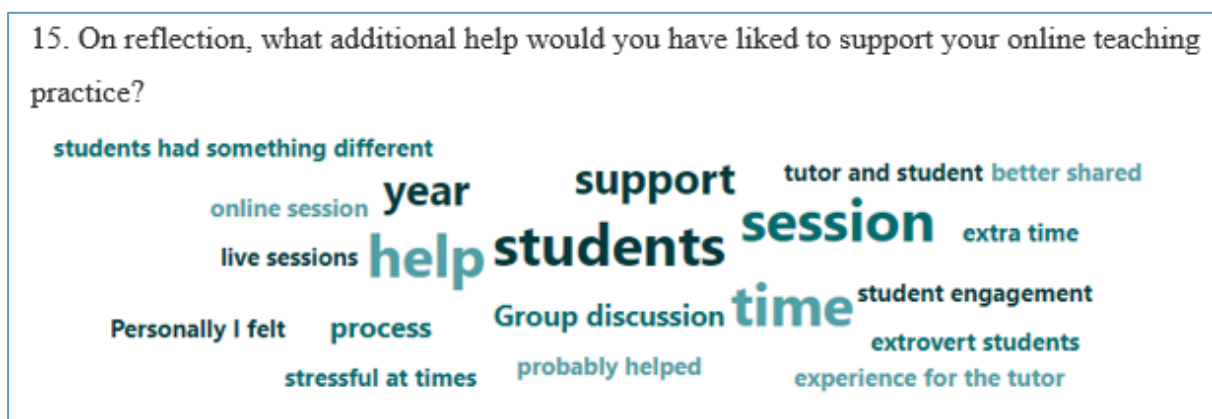 15. On reflection, what additional help would you have liked to support your online teaching
practice?
students had something different
support tutor and student better shared
online session year
session extra time
live sessions help students
time student engagement
Personally I felt process Group discussion
extrovert students
stressful at times probably helped experience for the tutor